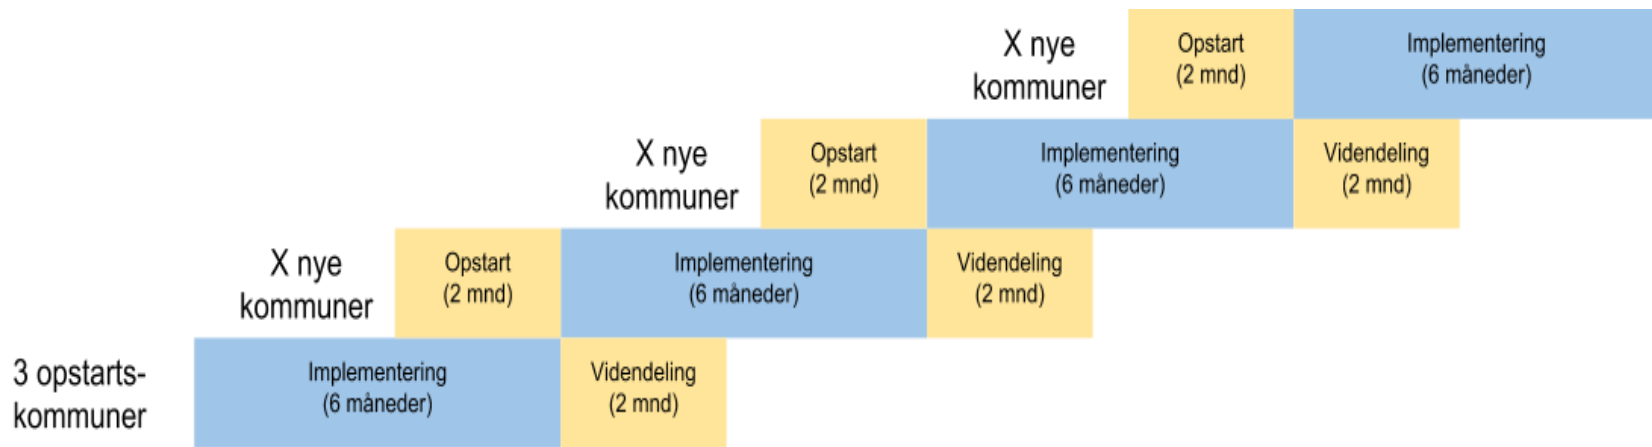 X nye
kommuner
Opstart
(2 mnd)
Implementering
(6 måneder)
X nye
kommuner
Opstart
(2 mnd)
Implementering
(6 måneder)
Videndeling
(2 mnd)
X nye
kommuner
Opstart
(2 mnd)
Implementering
(6 måneder)
Videndeling
(2 mnd)
3 opstarts-
kommuner
Implementering
(6 måneder)
Videndeling
(2 mnd)